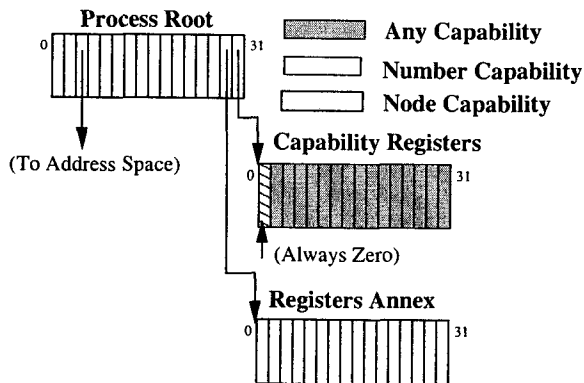 Process Root
0
31
Any Capability
Number Capability
Node Capability
(To Address Space)
Capability Registers
0
31
(Always Zero)
Registers Annex
0
31